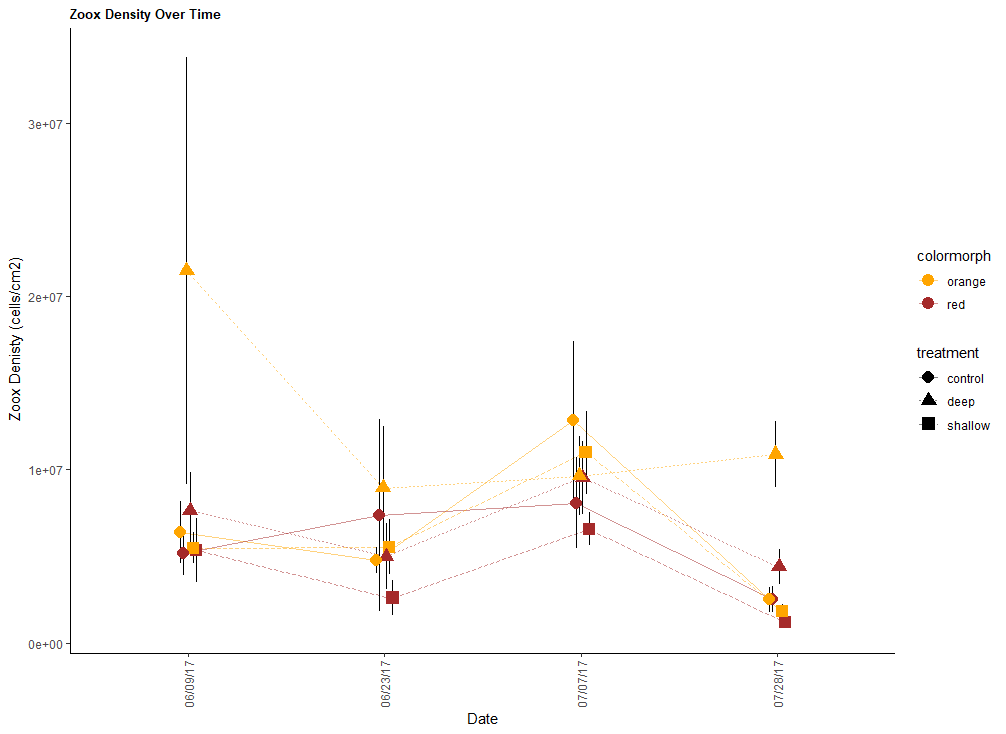 Zoox Density Over Time
Zoox Denisty (cells/cm2)
3e+07
2e+07
1e+07
0e+00
06/09/17
06/23/17
07/07/17
07/28/17
Date
colormorph
orange
red
treatment
control
deep
shallow